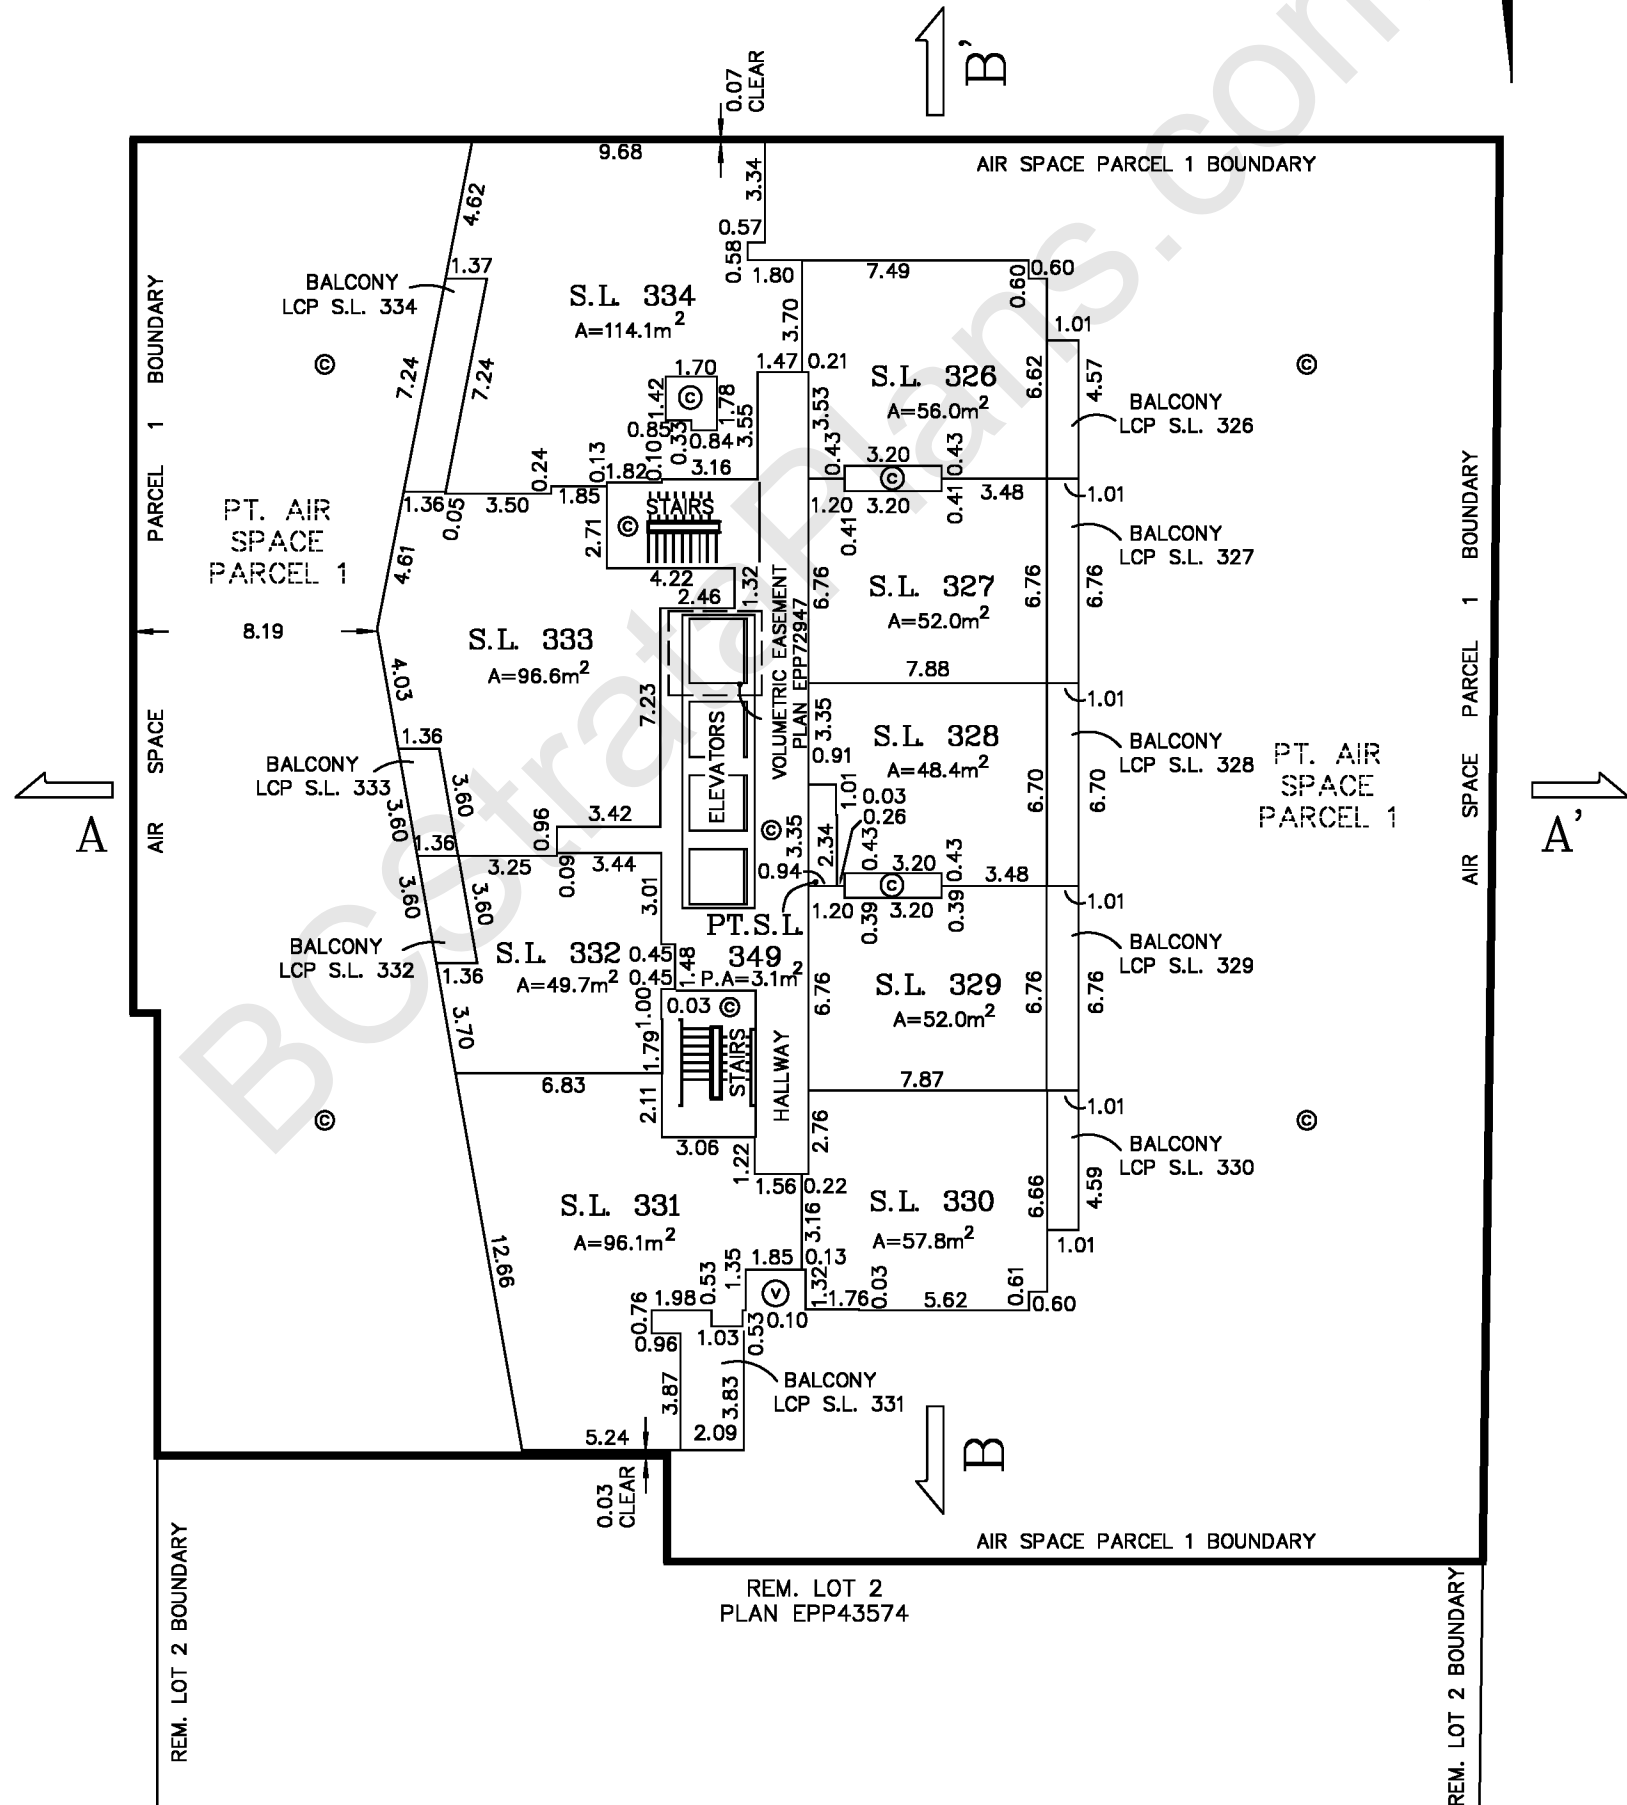 B'
0.07
CLEAR
9.68
AIR SPACE PARCEL 1 BOUNDARY
3.34
4.62
0.57
0.58
1.80
7.49
0.60
0.60
1.37
BALCONY
LCP S.L. 334
S.L. 334
A=114.1m²
3.70
1.01
7.24
7.24
1.70
1.47
0.21
S.L. 326
A=56.0m²
6.62
4.57
BALCONY
LCP S.L. 326
1.42
©
1.78
3.55
3.53
0.85
0.33
0.84
©
©
AIR SPACE PARCEL 1 BOUNDARY
AIR SPACE PARCEL 1 BOUNDARY
0.24
0.13
1.82
0.10
3.16
0.43
3.20
0.43
©
1.36
0.05
3.50
1.85
STAIRS
©
1.20
3.20
0.41
0.41
3.48
1.01
PT. AIR
SPACE
PARCEL 1
2.71
BALCONY
LCP S.L. 327
4.61
4.22
2.46
1.32
6.76
S.L. 327
A=52.0m²
6.76
6.76
8.19
S.L. 333
A=96.6m²
VOLUMETRIC EASEMENT
PLAN EPP72947
7.88
4.03
7.23
1.01
1.36
ELEVATORS
3.35
0.91
S.L. 328
A=48.4m²
BALCONY
LCP S.L. 328
PT. AIR
SPACE
PARCEL 1
BALCONY
LCP S.L. 333
3.60
3.60
1.01
0.03
0.26
6.70
6.70
A
A'
0.96
3.42
©
3.35
2.34
0.43
3.20
0.43
©
3.48
1.36
3.25
0.09
3.44
0.94
1.20
0.39
3.20
0.39
1.01
3.60
3.60
3.01
PT.S.L.
349
P.A=3.1m²
BALCONY
LCP S.L. 332
1.36
S.L. 332
A=49.7m²
0.45
0.45
1.48
BALCONY
LCP S.L. 329
S.L. 329
A=52.0m²
6.76
6.76
6.76
1.00
0.03
©
3.70
1.79
STAIRS
HALLWAY
6.83
7.87
1.01
2.11
©
©
3.06
1.22
2.76
BALCONY
LCP S.L. 330
1.56
0.22
S.L. 330
A=57.8m²
6.66
4.59
S.L. 331
A=96.1m²
3.16
1.01
12.66
1.85
0.13
1.35
0.53
V
1.32
1.76
0.03
5.62
0.61
0.60
0.76
1.98
0.96
1.03
0.53
0.10
BALCONY
LCP S.L. 331
3.87
3.83
5.24
2.09
B
0.03
CLEAR
AIR SPACE PARCEL 1 BOUNDARY
REM. LOT 2
PLAN EPP43574
REM. LOT 2 BOUNDARY
REM. LOT 2 BOUNDARY
BCStrataPlans.com